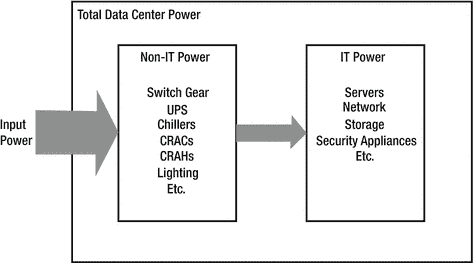 Total Data Center Power
Input
Power
Non-IT Power
Switch Gear
UPS
Chillers
CRACs
CRAHs
Lighting
Etc.
IT Power
Servers
Network
Storage
Security Appliances
Etc.